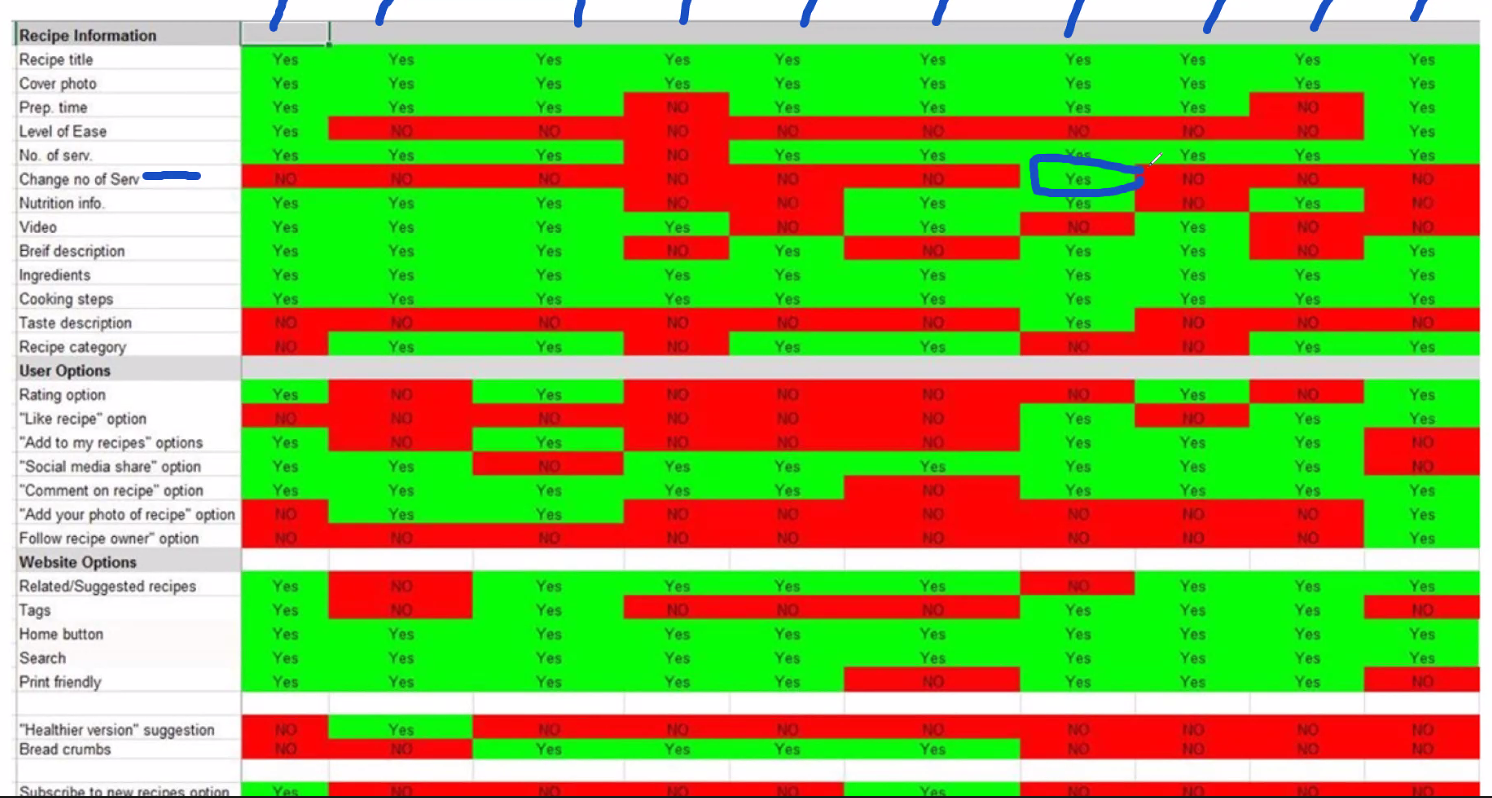 Recipe Information
Recipe title Yes Yes Yes Yes Yes Yes Yes Yes Yes Yes
Cover photo Yes Yes Yes Yes Yes Yes Yes Yes Yes Yes
Prep. time Yes Yes Yes NO Yes Yes Yes Yes NO Yes
Level of Ease Yes NO NO NO NO NO NO NO NO Yes
No. of serv. Yes Yes Yes NO Yes Yes Yes Yes Yes Yes
Change no of Serv NO NO NO NO NO NO Yes NO NO NO
Nutrition info. Yes Yes Yes NO NO Yes Yes NO Yes NO
Video Yes Yes Yes Yes NO Yes NO Yes NO NO
Breif description Yes Yes Yes NO Yes NO Yes Yes NO Yes
Ingredients Yes Yes Yes Yes Yes Yes Yes Yes Yes Yes
Cooking steps Yes Yes Yes Yes Yes Yes Yes Yes Yes Yes
Taste description NO NO NO NO NO NO Yes NO NO NO
Recipe category NO Yes Yes NO Yes Yes NO NO Yes Yes
User Options
Rating option Yes NO Yes NO NO NO NO Yes NO Yes
"Like recipe" option NO NO NO NO NO NO Yes NO Yes Yes
"Add to my recipes" options Yes NO Yes NO NO NO Yes Yes Yes NO
"Social media share" option Yes Yes NO Yes Yes Yes Yes Yes Yes NO
"Comment on recipe" option Yes Yes Yes Yes Yes NO Yes Yes Yes Yes
"Add your photo of recipe" option NO Yes Yes NO NO NO NO NO NO Yes
Follow recipe owner" option NO NO NO NO NO NO NO NO NO Yes
Website Options
Related/Suggested recipes Yes NO Yes Yes Yes Yes NO Yes Yes Yes
Tags Yes NO Yes NO NO NO Yes Yes Yes NO
Home button Yes Yes Yes Yes Yes Yes Yes Yes Yes Yes
Search Yes Yes Yes Yes Yes Yes Yes Yes Yes Yes
Print friendly Yes Yes Yes Yes Yes NO Yes Yes Yes NO
"Healthier version" suggestion NO Yes NO NO NO NO NO NO NO NO
Bread crumbs NO NO Yes Yes Yes Yes NO NO NO NO
Subscribe to new recipes option Yes NO NO NO NO Yes NO NO NO NO